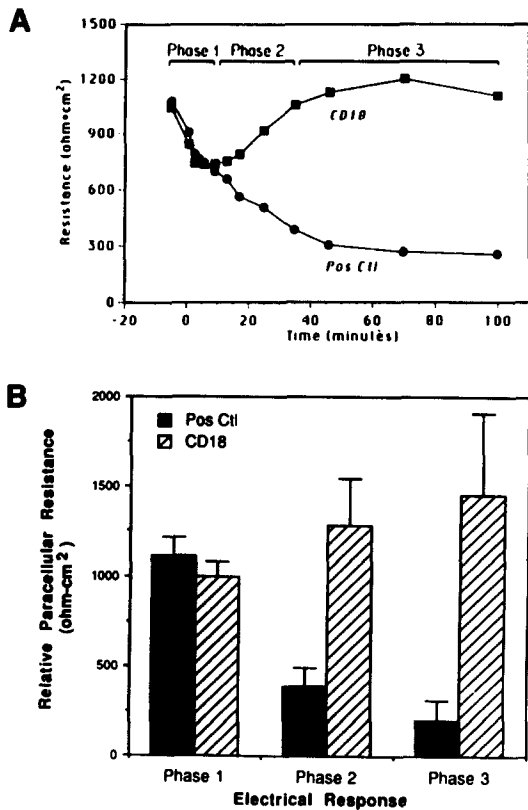 A
Phase 1 Phase 2 Phase 3
1200
900
600
300
0
Resistance (ohm•cm²)
CD18
Pos Ctl
-20 0 20 40 60 80 100
Time (minutes)
B
2000
1500
1000
500
0
Relative Paracellular Resistance
(ohm-cm²)
Pos Ctl
CD18
Phase 1 Phase 2 Phase 3
Electrical Response